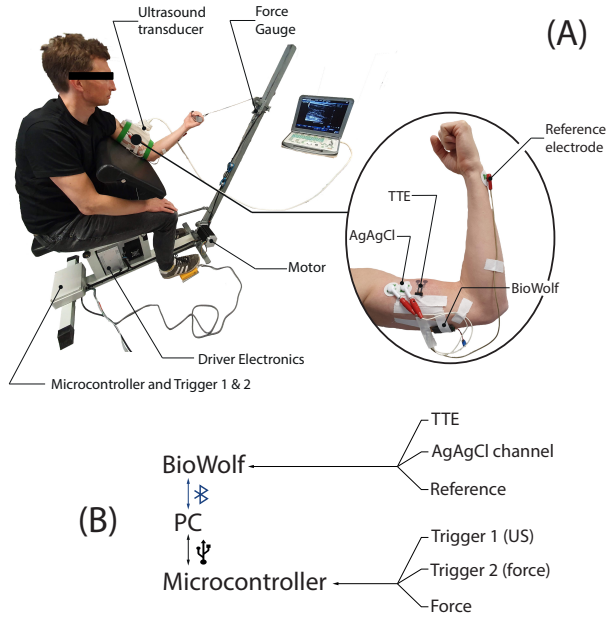 Ultrasound
transducer
Force
Gauge
(A)
Reference
electrode
TTE
AgAgCl
BioWolf
Motor
Driver Electronics
Microcontroller and Trigger 1 & 2
(B)
BioWolf
PC
Microcontroller
TTE
AgAgCl channel
Reference
Trigger 1 (US)
Trigger 2 (force)
Force